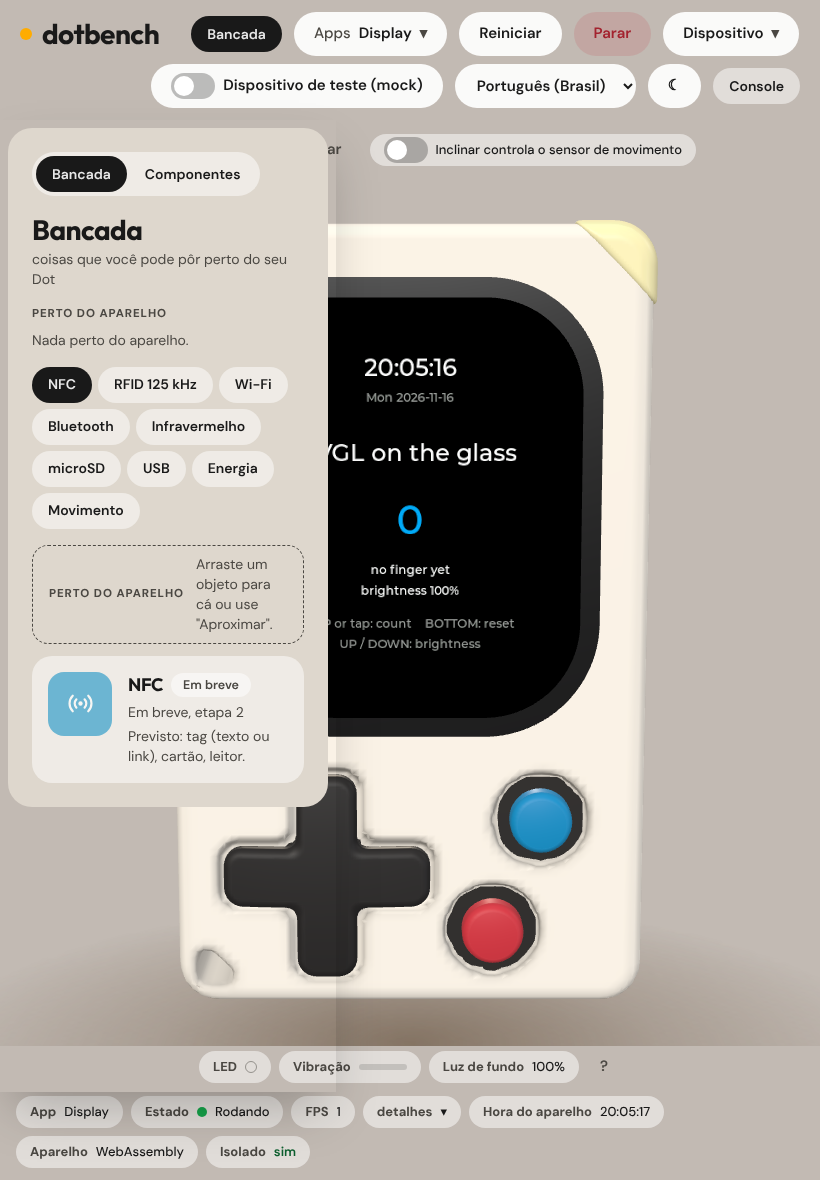 dotbench
Bancada
Apps Display ▾
Reiniciar
Parar
Dispositivo ▾
Dispositivo de teste (mock)
Português (Brasil)
Console
ar
Inclinar controla o sensor de movimento
Bancada
Componentes
Bancada
coisas que você pode pôr perto do seu
Dot
PERTO DO APARELHO
Nada perto do aparelho.
NFC
RFID 125 kHz
Wi-Fi
Bluetooth
Infravermelho
microSD
USB
Energia
Movimento
PERTO DO APARELHO
Arraste um
objeto para
cá ou use
"Aproximar".
NFC
Em breve
Em breve, etapa 2
Previsto: tag (texto ou
link), cartão, leitor.
20:05:16
Mon 2026-11-16
GL on the glass
0
no finger yet
brightness 100%
or tap: count BOTTOM: reset
UP / DOWN: brightness
LED
Vibração
Luz de fundo 100%
?
App Display
Estado Rodando
FPS 1
detalhes ▾
Hora do aparelho 20:05:17
Aparelho WebAssembly
Isolado sim